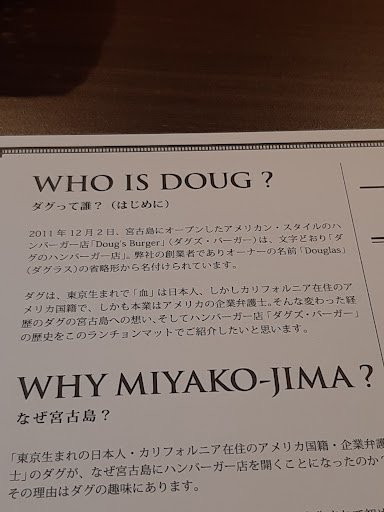 WHO IS DOUG ?
ダグって誰？（はじめに）
2011年12月2日、宮古島にオープンしたアメリカン・スタイルのハ
ンバーガー店「Doug's Burger」（ダグズ・バーガー）は、文字どおり「ダ
グのハンバーガー店」。弊社の創業者でありオーナーの名前「Douglas」
（ダグラス）の省略形から名付けられています。
ダグは、東京生まれで「血」は日本人、しかしカリフォルニア在住のア
メリカ国籍で、しかも本業はアメリカの企業弁護士。そんな変わった経
歴のダグの宮古島への想い、そしてハンバーガー店「ダグズ・バーガー」
の歴史をこのランチョンマットでご紹介したいと思います。
WHY MIYAKO-JIMA ?
なぜ宮古島？
「東京生まれの日本人・カリフォルニア在住のアメリカ国籍・企業弁護
士」のダグが、なぜ宮古島にハンバーガー店を開くことになったのか？
その理由はダグの趣味にあります。